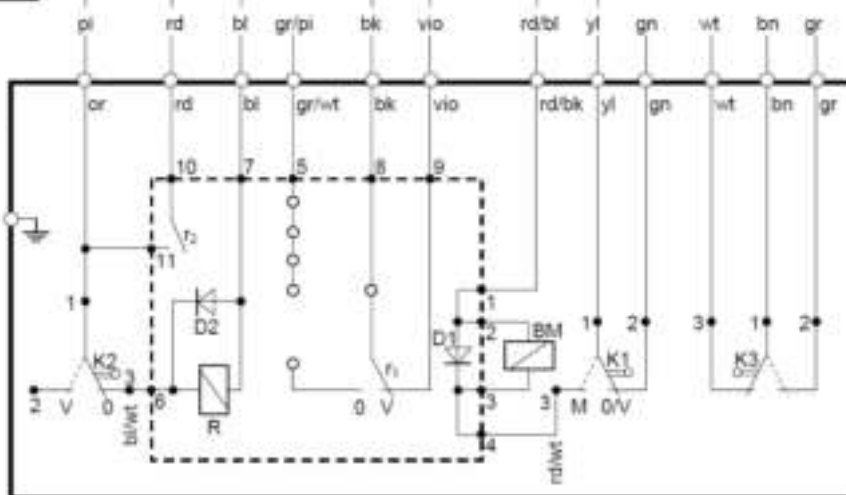 pi rd bl gr/pi bk vio rd/bl yl gn wt bn gr
or rd bl gr/wt bk vio rd/bk yl gn wt bn gr
10 7 5 8 9
r2
11
1 D2 1
2 D1 BM 1 2 3 1 2
K2 3 r1 K1 K3
2 V 0 6 R 0 V 3 3 M 0/V
bl/wt 4 rd/wt